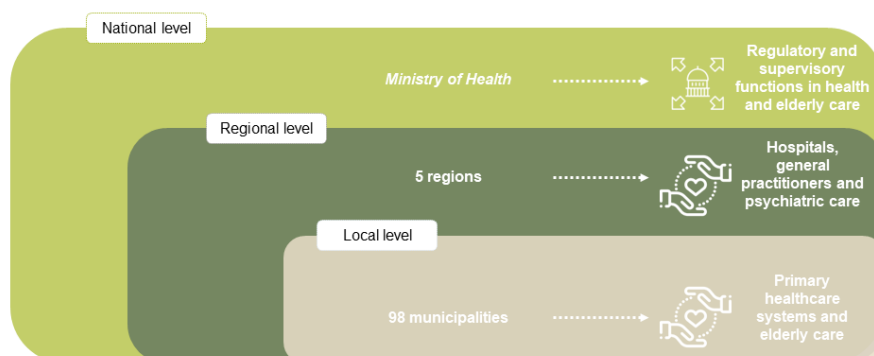 National level
Ministry of Health
Regulatory and
supervisory
functions in health
and elderly care
Regional level
5 regions
Hospitals,
general
practitioners and
psychiatric care
Local level
98 municipalities
Primary
healthcare
systems and
elderly care